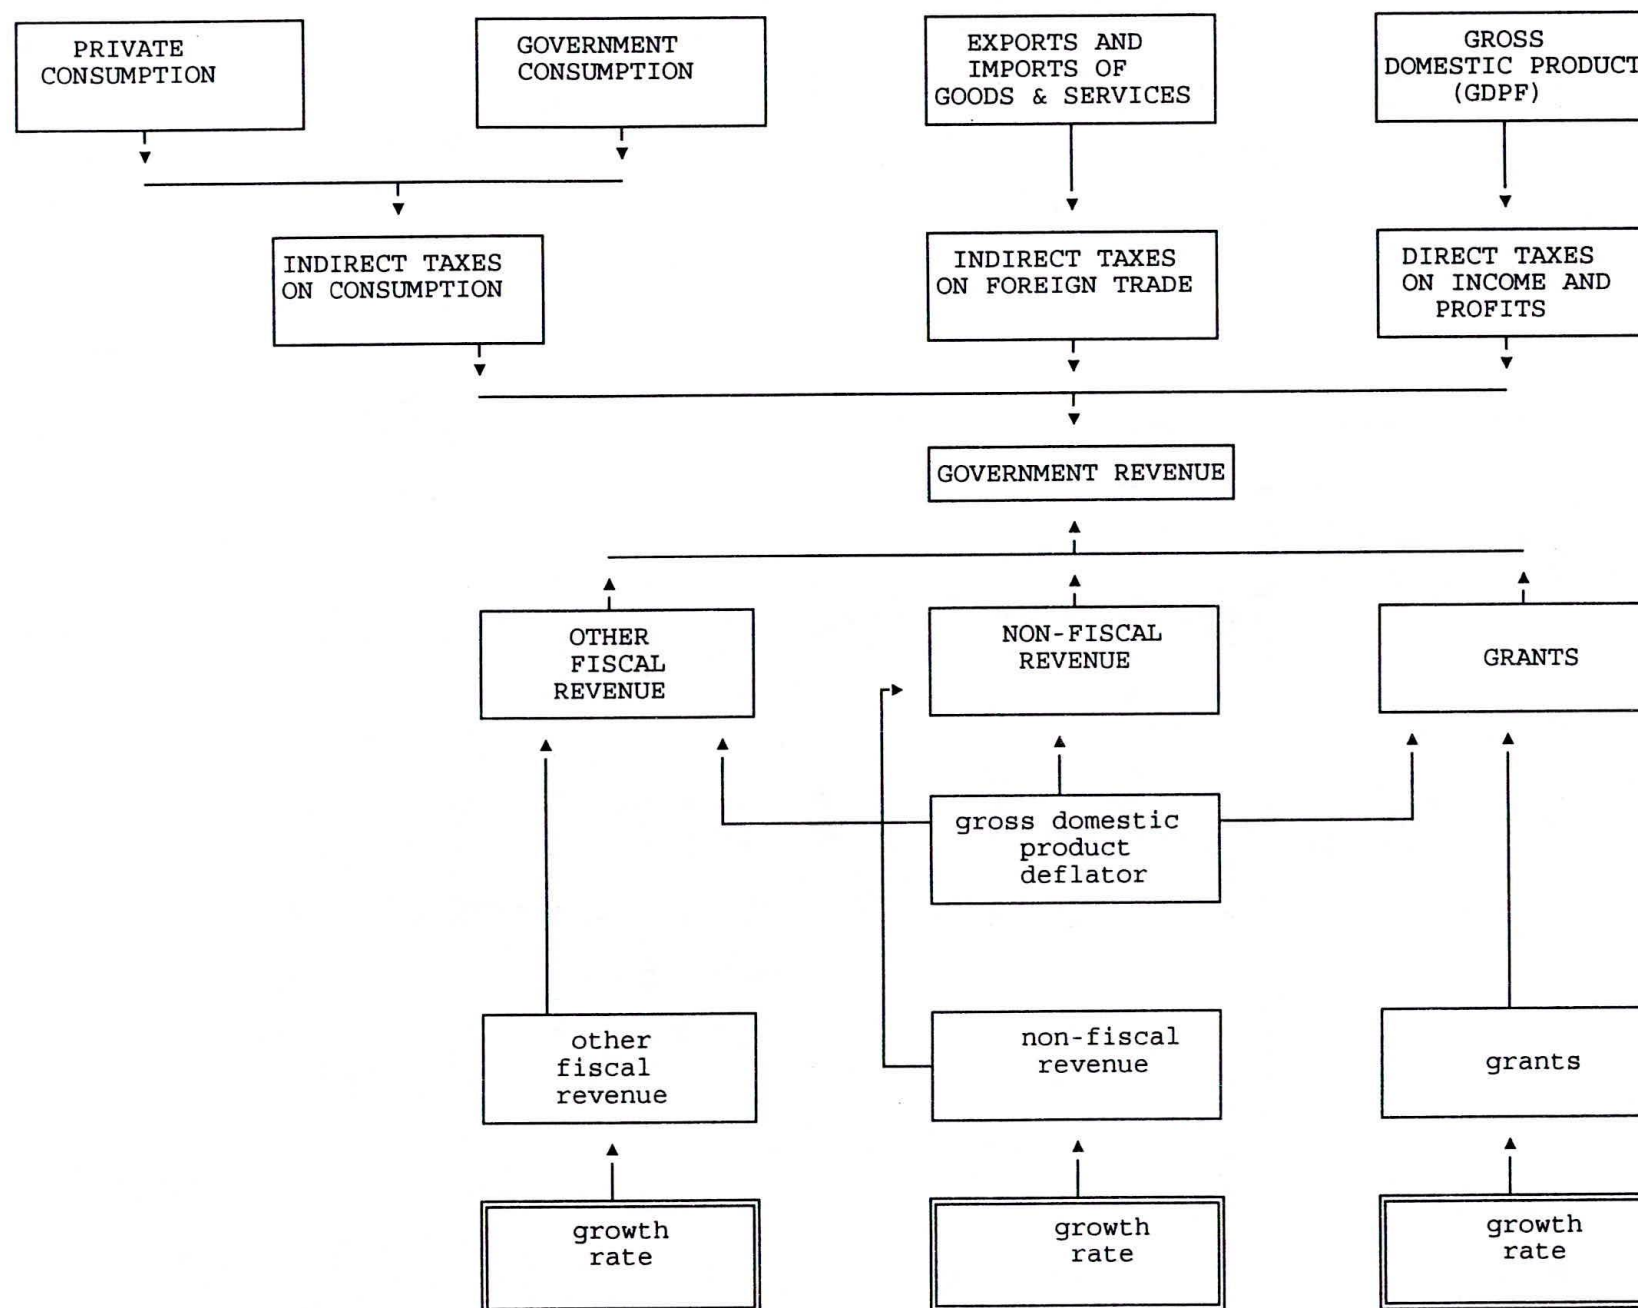 PRIVATE
CONSUMPTION
GOVERNMENT
CONSUMPTION
EXPORTS AND
IMPORTS OF
GOODS & SERVICES
GROSS
DOMESTIC PRODUCT
(GDPF)
INDIRECT TAXES
ON CONSUMPTION
INDIRECT TAXES
ON FOREIGN TRADE
DIRECT TAXES
ON INCOME AND
PROFITS
GOVERNMENT REVENUE
OTHER
FISCAL
REVENUE
NON-FISCAL
REVENUE
GRANTS
gross domestic
product
deflator
other
fiscal
revenue
non-fiscal
revenue
grants
growth
rate
growth
rate
growth
rate